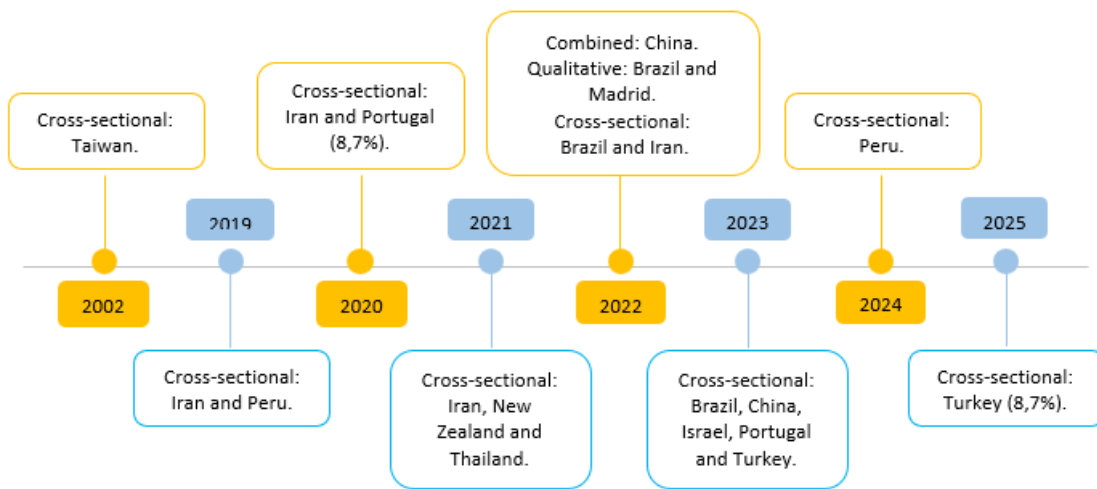 Combined: China.
Qualitative: Brazil and
Madrid.
Cross-sectional:
Brazil and Iran.
Cross-sectional:
Iran and Portugal
(8,7%).
Cross-sectional:
Taiwan.
Cross-sectional:
Peru.
2019
2021
2023
2025
2002
2020
2022
2024
Cross-sectional:
Iran and Peru.
Cross-sectional:
Iran, New
Zealand and
Thailand.
Cross-sectional:
Brazil, China,
Israel, Portugal
and Turkey.
Cross-sectional:
Turkey (8,7%).